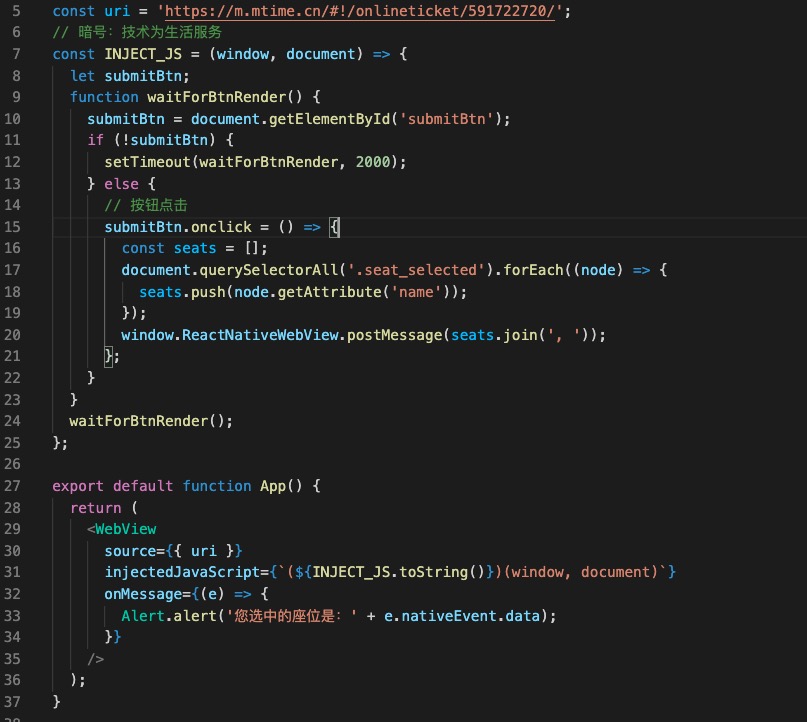 5 const uri = 'https://m.mtime.cn/#!/onlineticket/591722720/';
6 // 暗号：技术为生活服务
7 const INJECT_JS = (window, document) => {
8 let submitBtn;
9 function waitForBtnRender() {
10 submitBtn = document.getElementById('submitBtn');
11 if (!submitBtn) {
12 setTimeout(waitForBtnRender, 2000);
13 } else {
14 // 按钮点击
15 submitBtn.onclick = () => {
16 const seats = [];
17 document.querySelectorAll('.seat_selected').forEach((node) => {
18 seats.push(node.getAttribute('name'));
19 });
20 window.ReactNativeWebView.postMessage(seats.join(', '));
21 };
22 }
23 }
24 waitForBtnRender();
25 };
26
27 export default function App() {
28 return (
29 <WebView
30 source={{ uri }}
31 injectedJavaScript={`(${INJECT_JS.toString()})(window, document)`}
32 onMessage={(e) => {
33 Alert.alert('您选中的座位是：' + e.nativeEvent.data);
34 }}
35 />
36 );
37 }